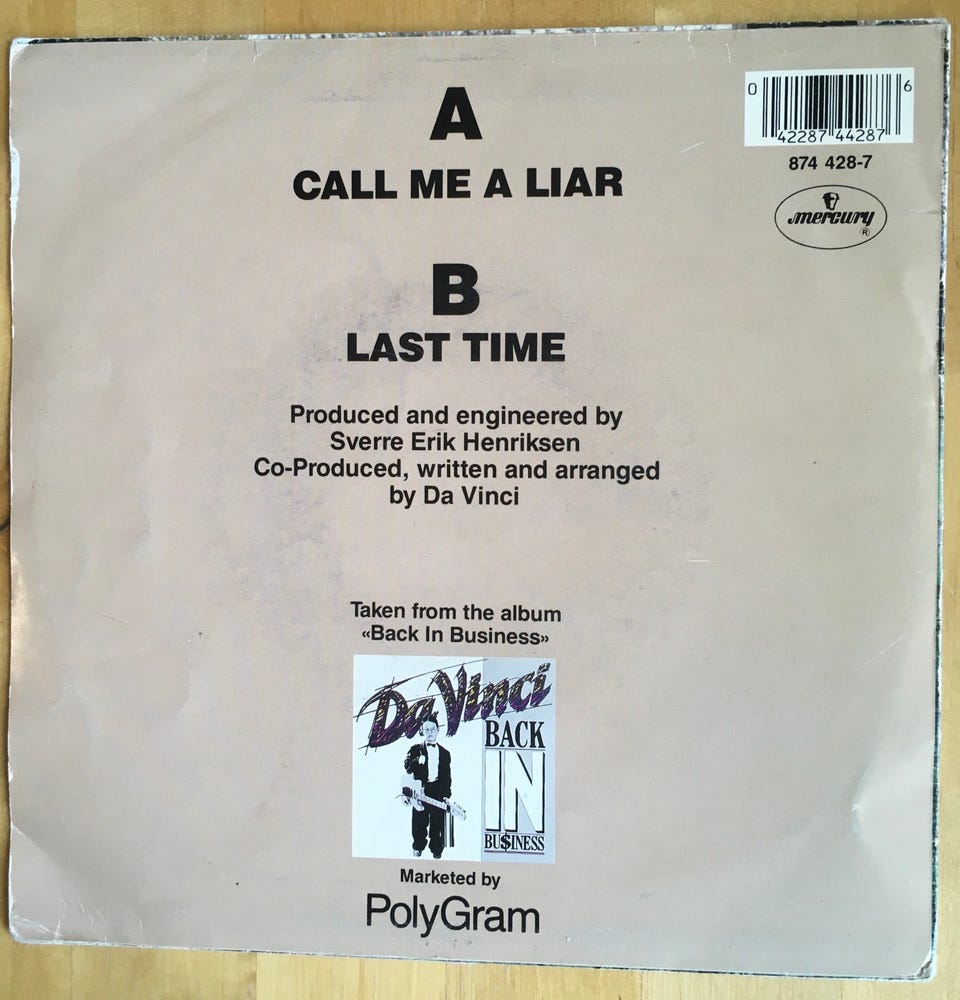 A
CALL ME A LIAR
0 42287 44287 6
874 428-7
mercury
®
B
LAST TIME
Produced and engineered by
Sverre Erik Henriksen
Co-Produced, written and arranged
by Da Vinci
Taken from the album
«Back In Business»
Da Vinci
BACK
IN
BU$INESS
Marketed by
PolyGram